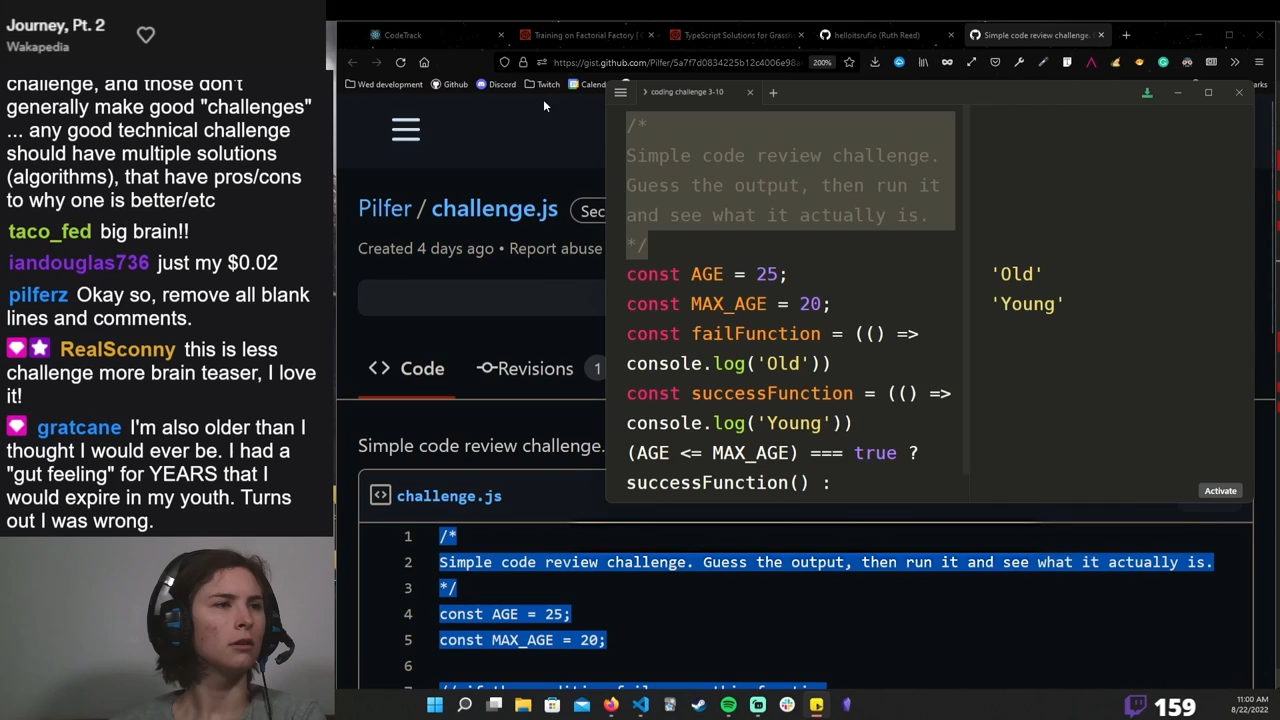 Journey, Pt. 2
Wakapedia
challenge, and those don't
generally make good "challenges"
... any good technical challenge
should have multiple solutions
(algorithms), that have pros/cons
to why one is better/etc
taco_fed big brain!!
iandouglas736 just my $0.02
pilferz Okay so, remove all blank
lines and comments.
RealSconny this is less
challenge more brain teaser, I love
it!
gratcane I'm also older than I
thought I would ever be. I had a
"gut feeling" for YEARS that I
would expire in my youth. Turns
out I was wrong.
CodeTrack
Training on Factorial Factory | C
TypeScript Solutions for Grassh
helloitsrufio (Ruth Reed)
Simple code review challenge.
https://gist.github.com/Pilfer/5a7f7d0834225b12c4006e98a
200%
Wed development
Github
Discord
Twitch
Calend
coding challenge 3-10
/*
Simple code review challenge.
Guess the output, then run it
and see what it actually is.
*/
const AGE = 25;
const MAX_AGE = 20;
const failFunction = (() =>
console.log('Old'))
const successFunction = (() =>
console.log('Young'))
(AGE <= MAX_AGE) === true ?
successFunction() :
'Old'
'Young'
Activate
Pilfer / challenge.js
Sec
Created 4 days ago • Report abuse
Code
Revisions
1
Simple code review challenge.
challenge.js
1 /*
2 Simple code review challenge. Guess the output, then run it and see what it actually is.
3 */
4 const AGE = 25;
5 const MAX_AGE = 20;
6
159
11:00 AM
8/22/2022